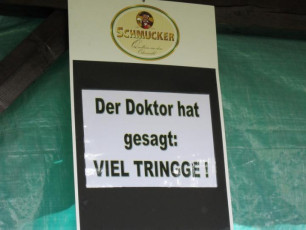 SCHMUCKER
Der Doktor hat
gesagt:
VIEL TRINGGE !